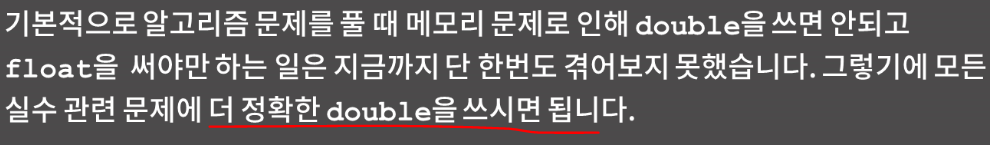 기본적으로 알고리즘 문제를 풀 때 메모리 문제로 인해 double을 쓰면 안되고
float을 써야만 하는 일은 지금까지 단 한번도 겪어보지 못했습니다. 그렇기에 모든
실수 관련 문제에 더 정확한 double을 쓰시면 됩니다.